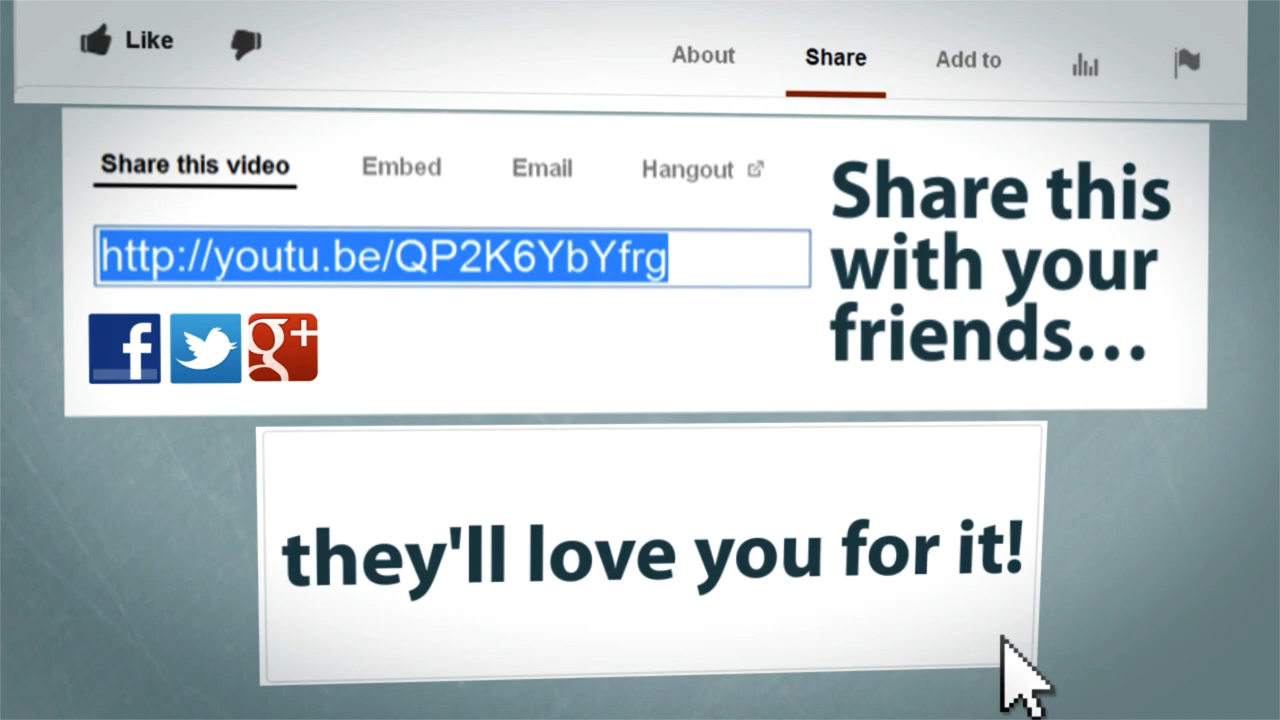 Like
About Share Add to
Share this video Embed Email Hangout
http://youtu.be/QP2K6YbYfrg
f g+
Share this
with your
friends...
they'll love you for it!